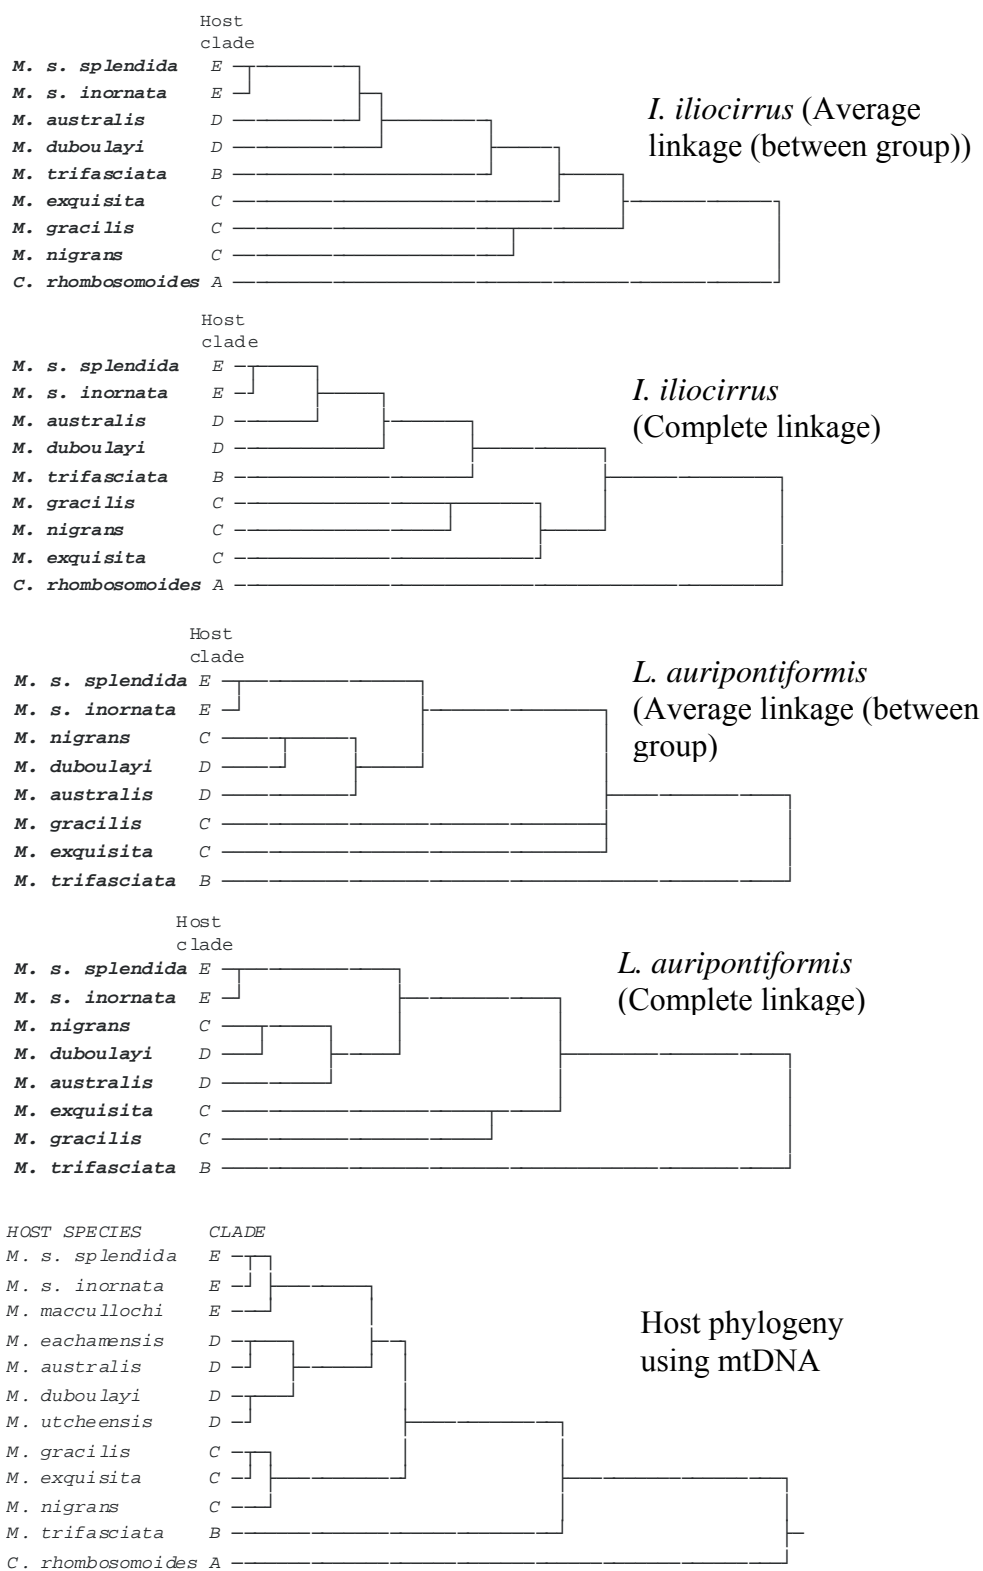 Host
clade
M. s. splendida E
M. s. inornata E
M. australis D
M. duboulayi D
M. trifasciata B
M. exquisita C
M. gracilis C
M. nigrans C
C. rhombosomoides A
I. iliocirrus (Average
linkage (between group))
Host
clade
M. s. splendida E
M. s. inornata E
M. australis D
M. duboulayi D
M. trifasciata B
M. gracilis C
M. nigrans C
M. exquisita C
C. rhombosomoides A
I. iliocirrus
(Complete linkage)
Host
clade
M. s. splendida E
M. s. inornata E
M. nigrans C
M. duboulayi D
M. australis D
M. gracilis C
M. exquisita C
M. trifasciata B
L. auripontiformis
(Average linkage (between
group)
Host
clade
M. s. splendida E
M. s. inornata E
M. nigrans C
M. duboulayi D
M. australis D
M. exquisita C
M. gracilis C
M. trifasciata B
L. auripontiformis
(Complete linkage)
HOST SPECIES CLADE
M. s. splendida E
M. s. inornata E
M. maccullochi E
M. eachamensis D
M. australis D
M. duboulayi D
M. utcheensis D
M. gracilis C
M. exquisita C
M. nigrans C
M. trifasciata B
C. rhombosomoides A
Host phylogeny
using mtDNA